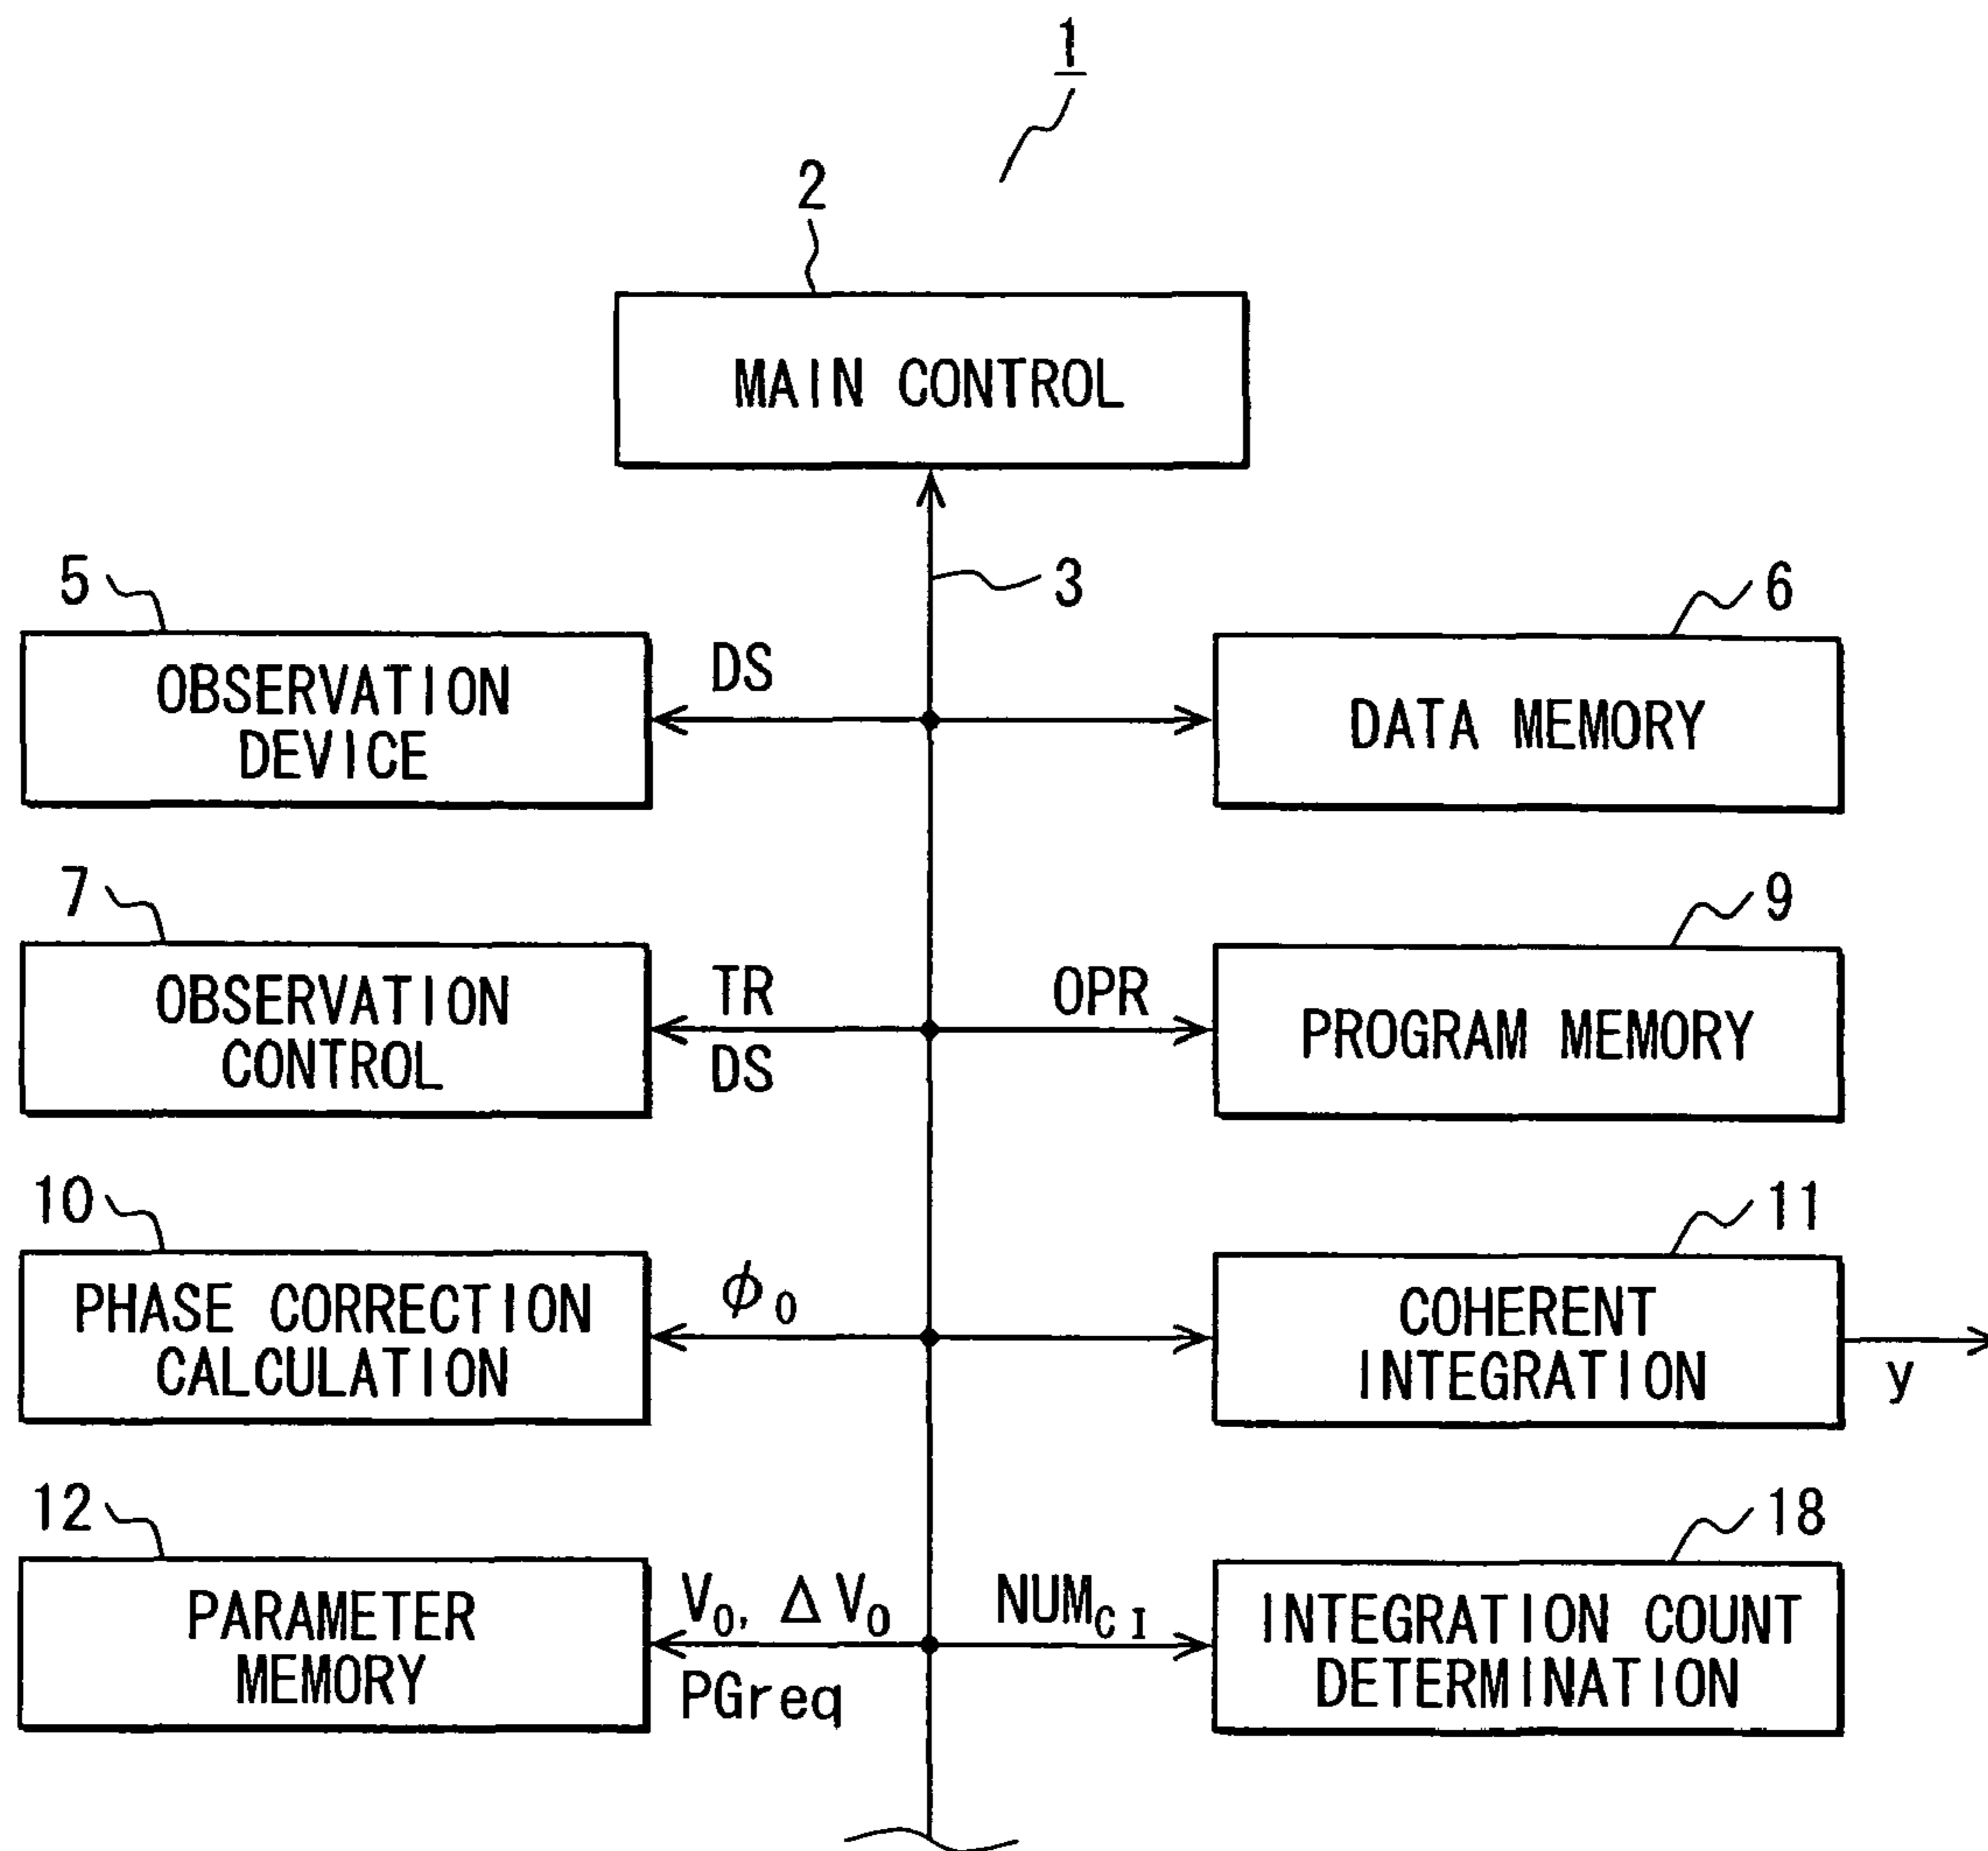 1
2
MAIN CONTROL
3
5
OBSERVATION
DEVICE
DS
6
DATA MEMORY
7
OBSERVATION
CONTROL
TR
DS
OPR
9
PROGRAM MEMORY
10
PHASE CORRECTION
CALCULATION
ϕ₀
11
COHERENT
INTEGRATION
y
12
PARAMETER
MEMORY
V₀, ΔV₀
PGreq
NUM_CI
18
INTEGRATION COUNT
DETERMINATION